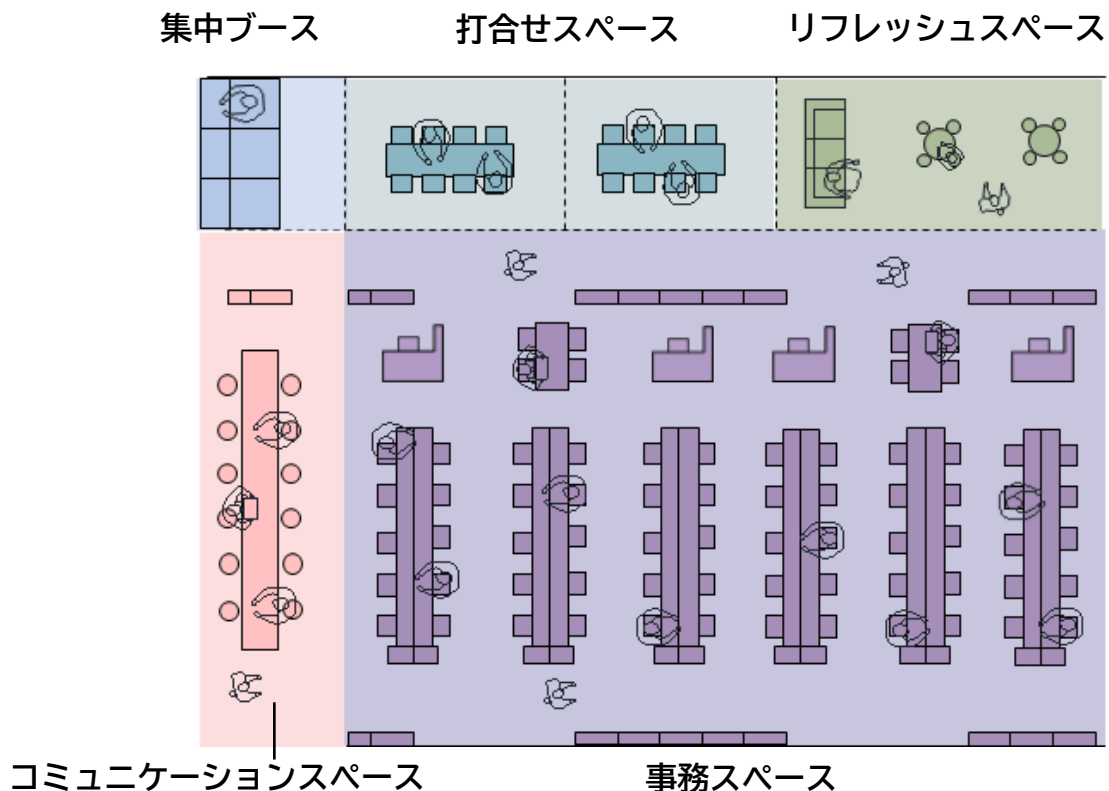 集中ブース
打合せスペース
リフレッシュスペース
コミュニケーションスペース
事務スペース